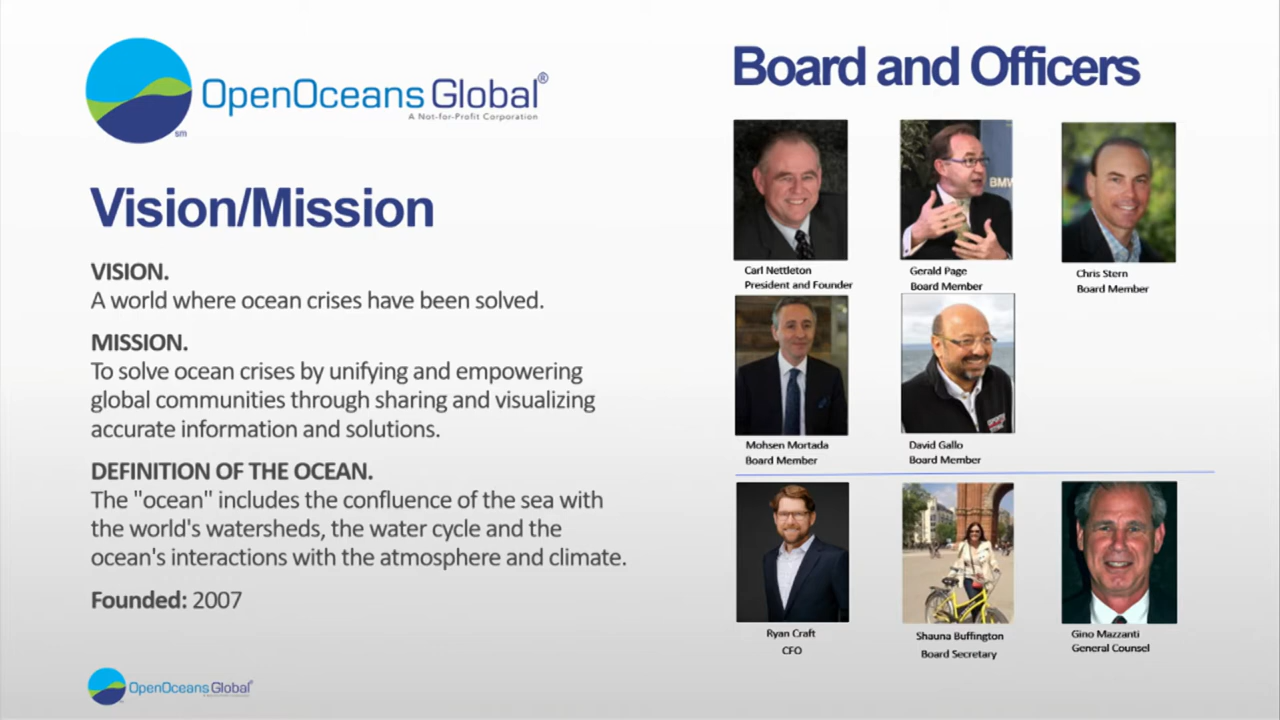 OpenOceans Global®
A Not-for-Profit Corporation
sm
Vision/Mission
VISION.
A world where ocean crises have been solved.
MISSION.
To solve ocean crises by unifying and empowering
global communities through sharing and visualizing
accurate information and solutions.
DEFINITION OF THE OCEAN.
The "ocean" includes the confluence of the sea with
the world's watersheds, the water cycle and the
ocean's interactions with the atmosphere and climate.
Founded: 2007
OpenOceans Global
Board and Officers
BMW
Carl Nettleton
President and Founder
Gerald Page
Board Member
Chris Stern
Board Member
Mohsen Mortada
Board Member
David Gallo
Board Member
Ryan Craft
CFO
Shauna Buffington
Board Secretary
Gino Mazzanti
General Counsel